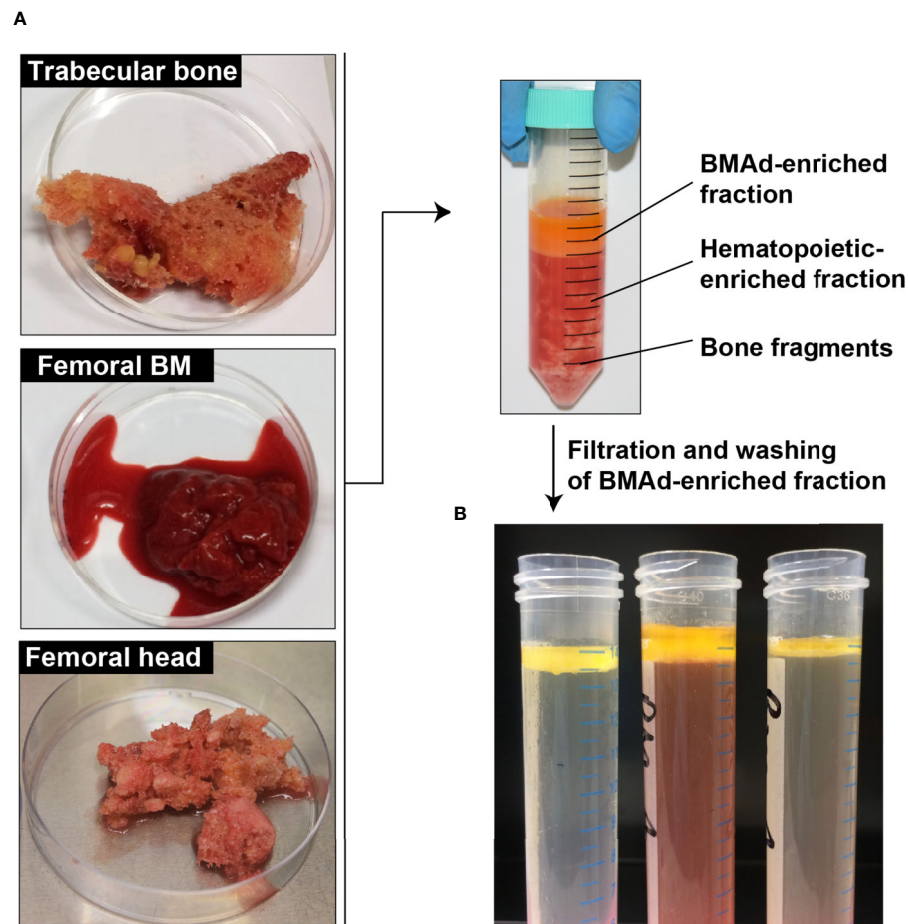 A
Trabecular bone
Femoral BM
Femoral head
BMAd-enriched
fraction
Hematopoietic-
enriched fraction
Bone fragments
Filtration and washing
of BMAd-enriched fraction
B